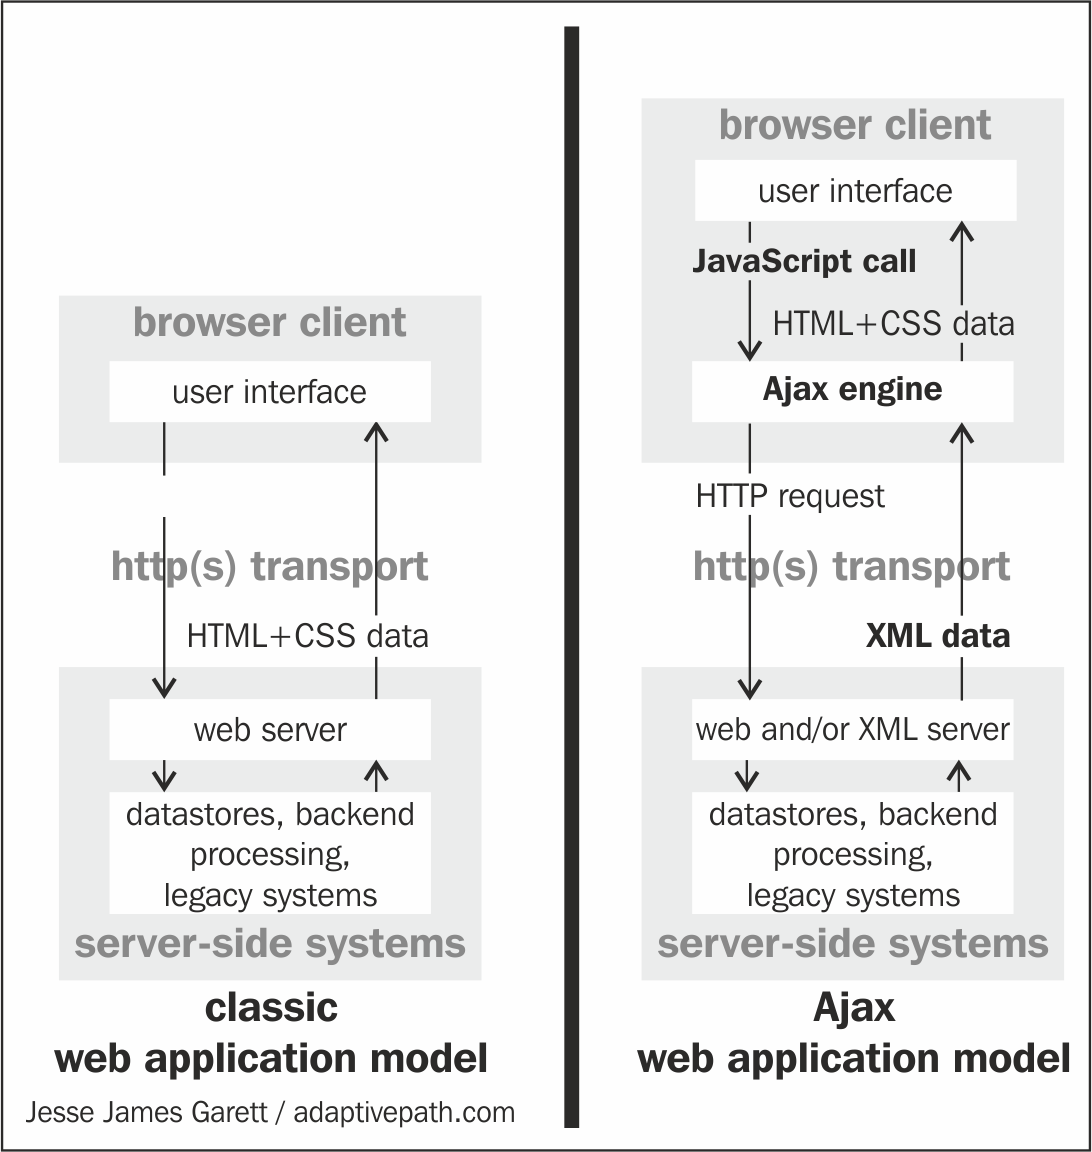 browser client
user interface
http(s) transport
HTML+CSS data
web server
datastores, backend
processing,
legacy systems
server-side systems
classic
web application model
Jesse James Garett / adaptivepath.com
browser client
user interface
JavaScript call
HTML+CSS data
Ajax engine
HTTP request
http(s) transport
XML data
web and/or XML server
datastores, backend
processing,
legacy systems
server-side systems
Ajax
web application model